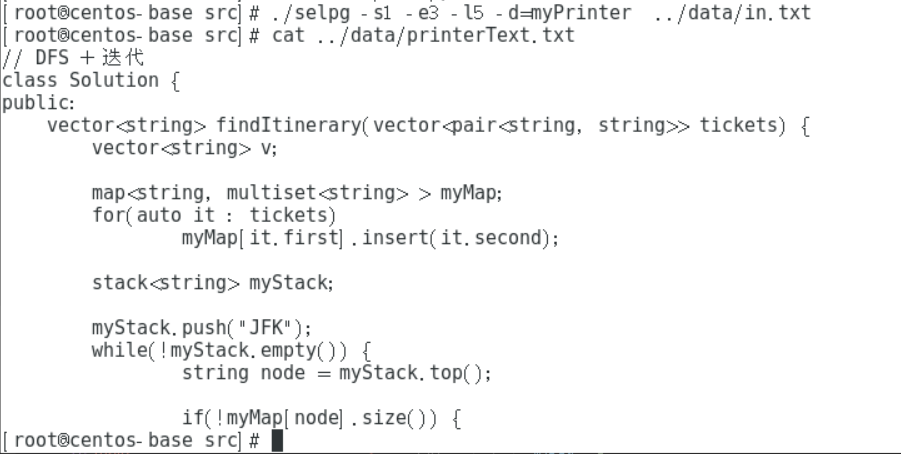 [root@centos-base src]# ./selpg -s1 -e3 -l5 -d=myPrinter  ../data/in.txt
[root@centos-base src]# cat ../data/printerText.txt
// DFS + 迭代
class Solution {
public:
    vector<string> findItinerary(vector<pair<string, string>> tickets) {
        vector<string> v;

        map<string, multiset<string> > myMap;
        for(auto it : tickets)
                myMap[it.first].insert(it.second);

        stack<string> myStack;

        myStack.push("JFK");
        while(!myStack.empty()) {
                string node = myStack.top();

                if(!myMap[node].size()) {
[root@centos-base src]#